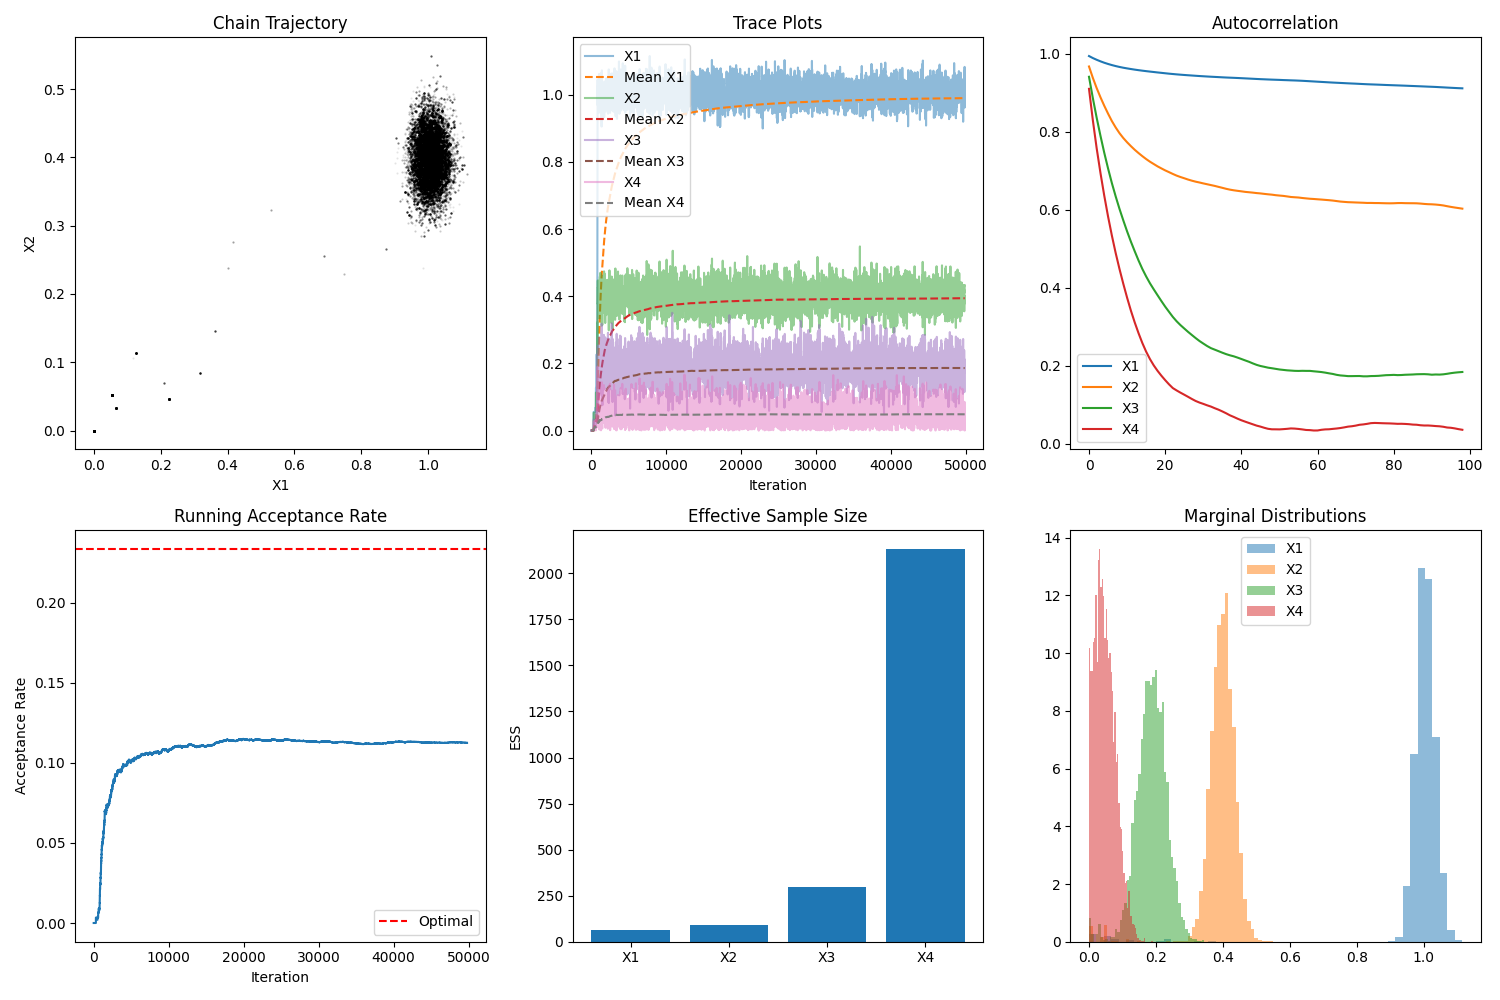 Chain Trajectory
X2
0.5
0.4
0.3
0.2
0.1
0.0
0.0 0.2 0.4 0.6 0.8 1.0
X1
Trace Plots
1.0
0.8
0.6
0.4
0.2
0.0
X1
Mean X1
X2
Mean X2
X3
Mean X3
X4
Mean X4
0 10000 20000 30000 40000 50000
Iteration
Autocorrelation
1.0
0.8
0.6
0.4
0.2
0.0
X1
X2
X3
X4
0 20 40 60 80 100
Running Acceptance Rate
Acceptance Rate
0.20
0.15
0.10
0.05
0.00
Optimal
0 10000 20000 30000 40000 50000
Iteration
Effective Sample Size
ESS
2000
1750
1500
1250
1000
750
500
250
0
X1 X2 X3 X4
Marginal Distributions
14
12
10
8
6
4
2
0
X1
X2
X3
X4
0.0 0.2 0.4 0.6 0.8 1.0